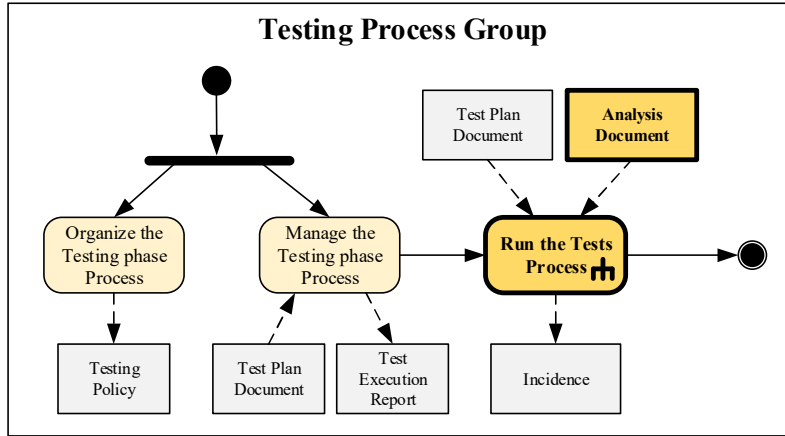 Testing Process Group
Test Plan
Document
Analysis
Document
Organize the
Testing phase
Process
Manage the
Testing phase
Process
Run the Tests
Process
Testing
Policy
Test Plan
Document
Test
Execution
Report
Incidence